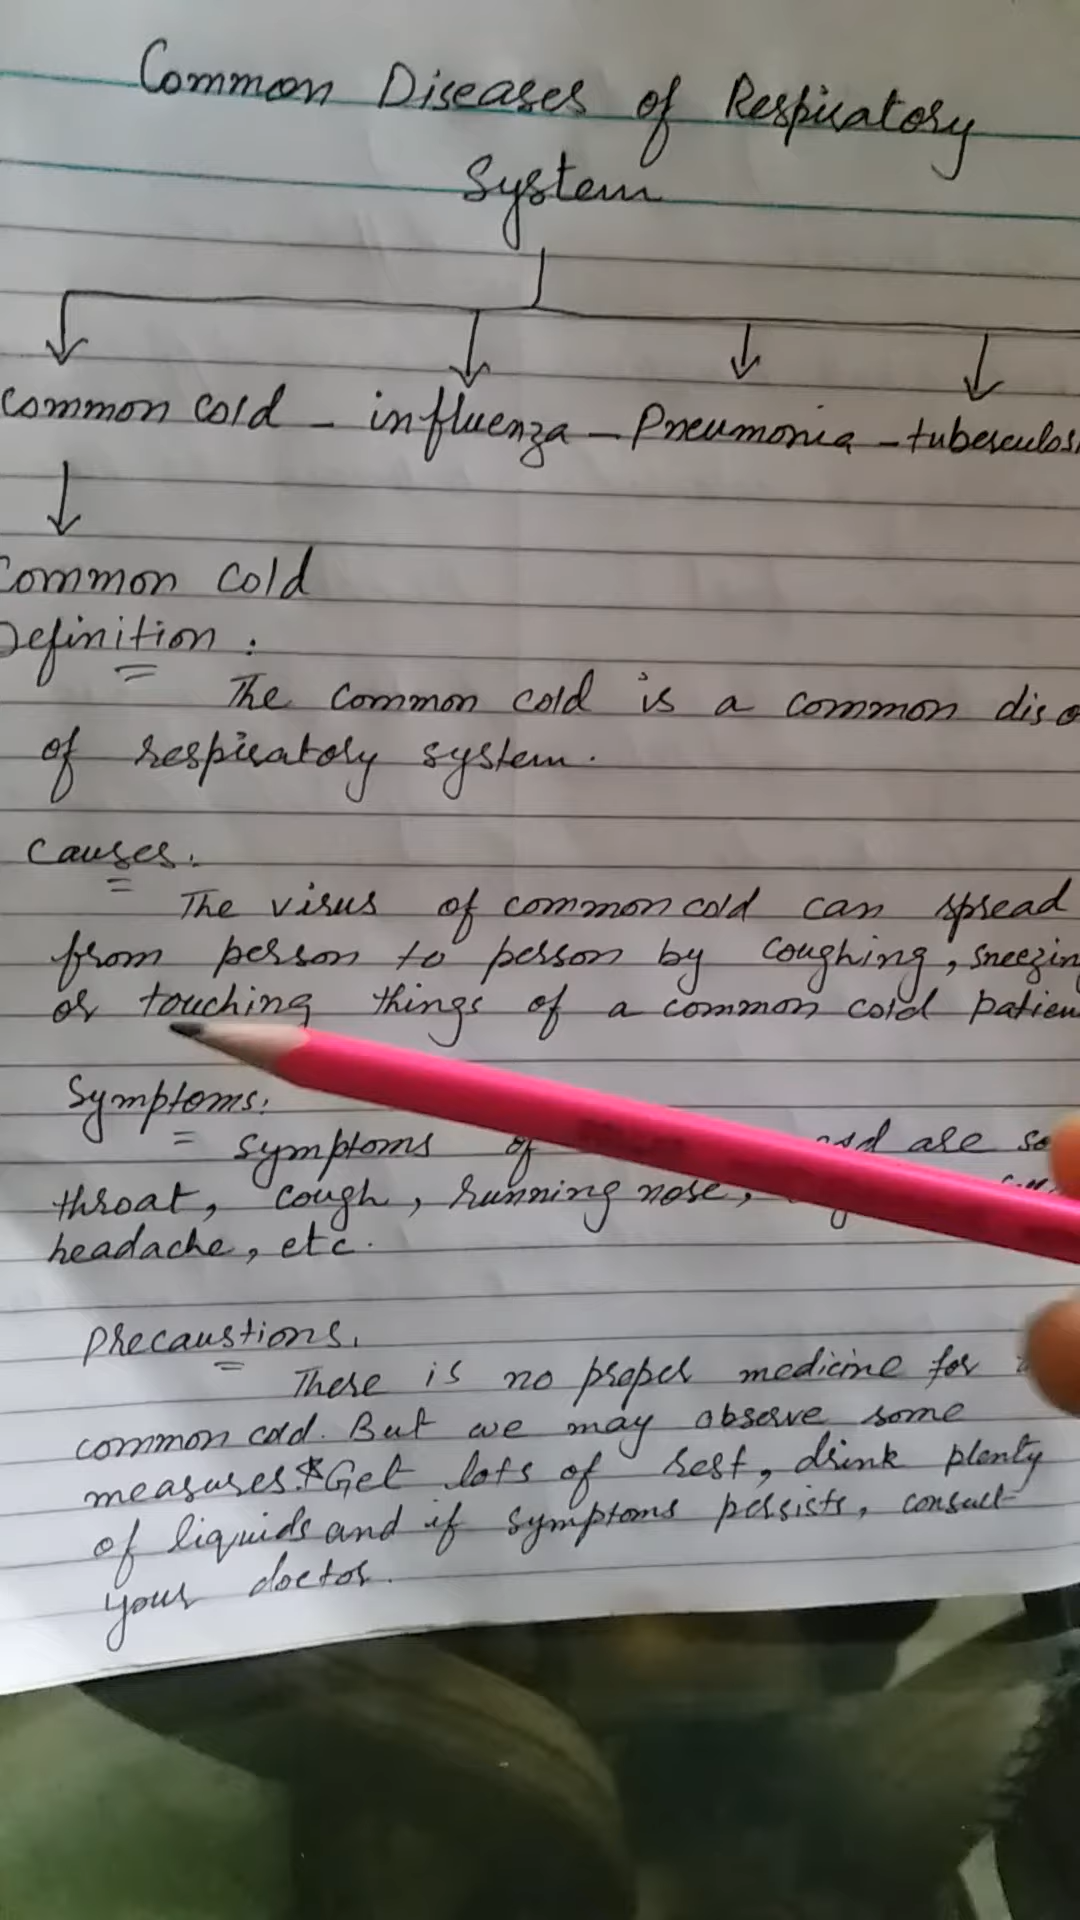 Common Diseases of Respiratory
System
Common Cold - influenza - Pneumonia - tuberculosi
Common Cold
Definition :
The common cold is a common
of respiratory system.
Causes.
The virus of common cold can spread
from person to person by coughing, sneezin
or touching things of a common cold patien
Symptoms.
symptoms of are
throat, cough, running nose,
headache, etc.
Precaustions.
There is no proper medicine for
common cold. But we may observe some
measures.* Get lots of rest, drink plenty
of liquids and if symptoms persists, consult
your doctor.